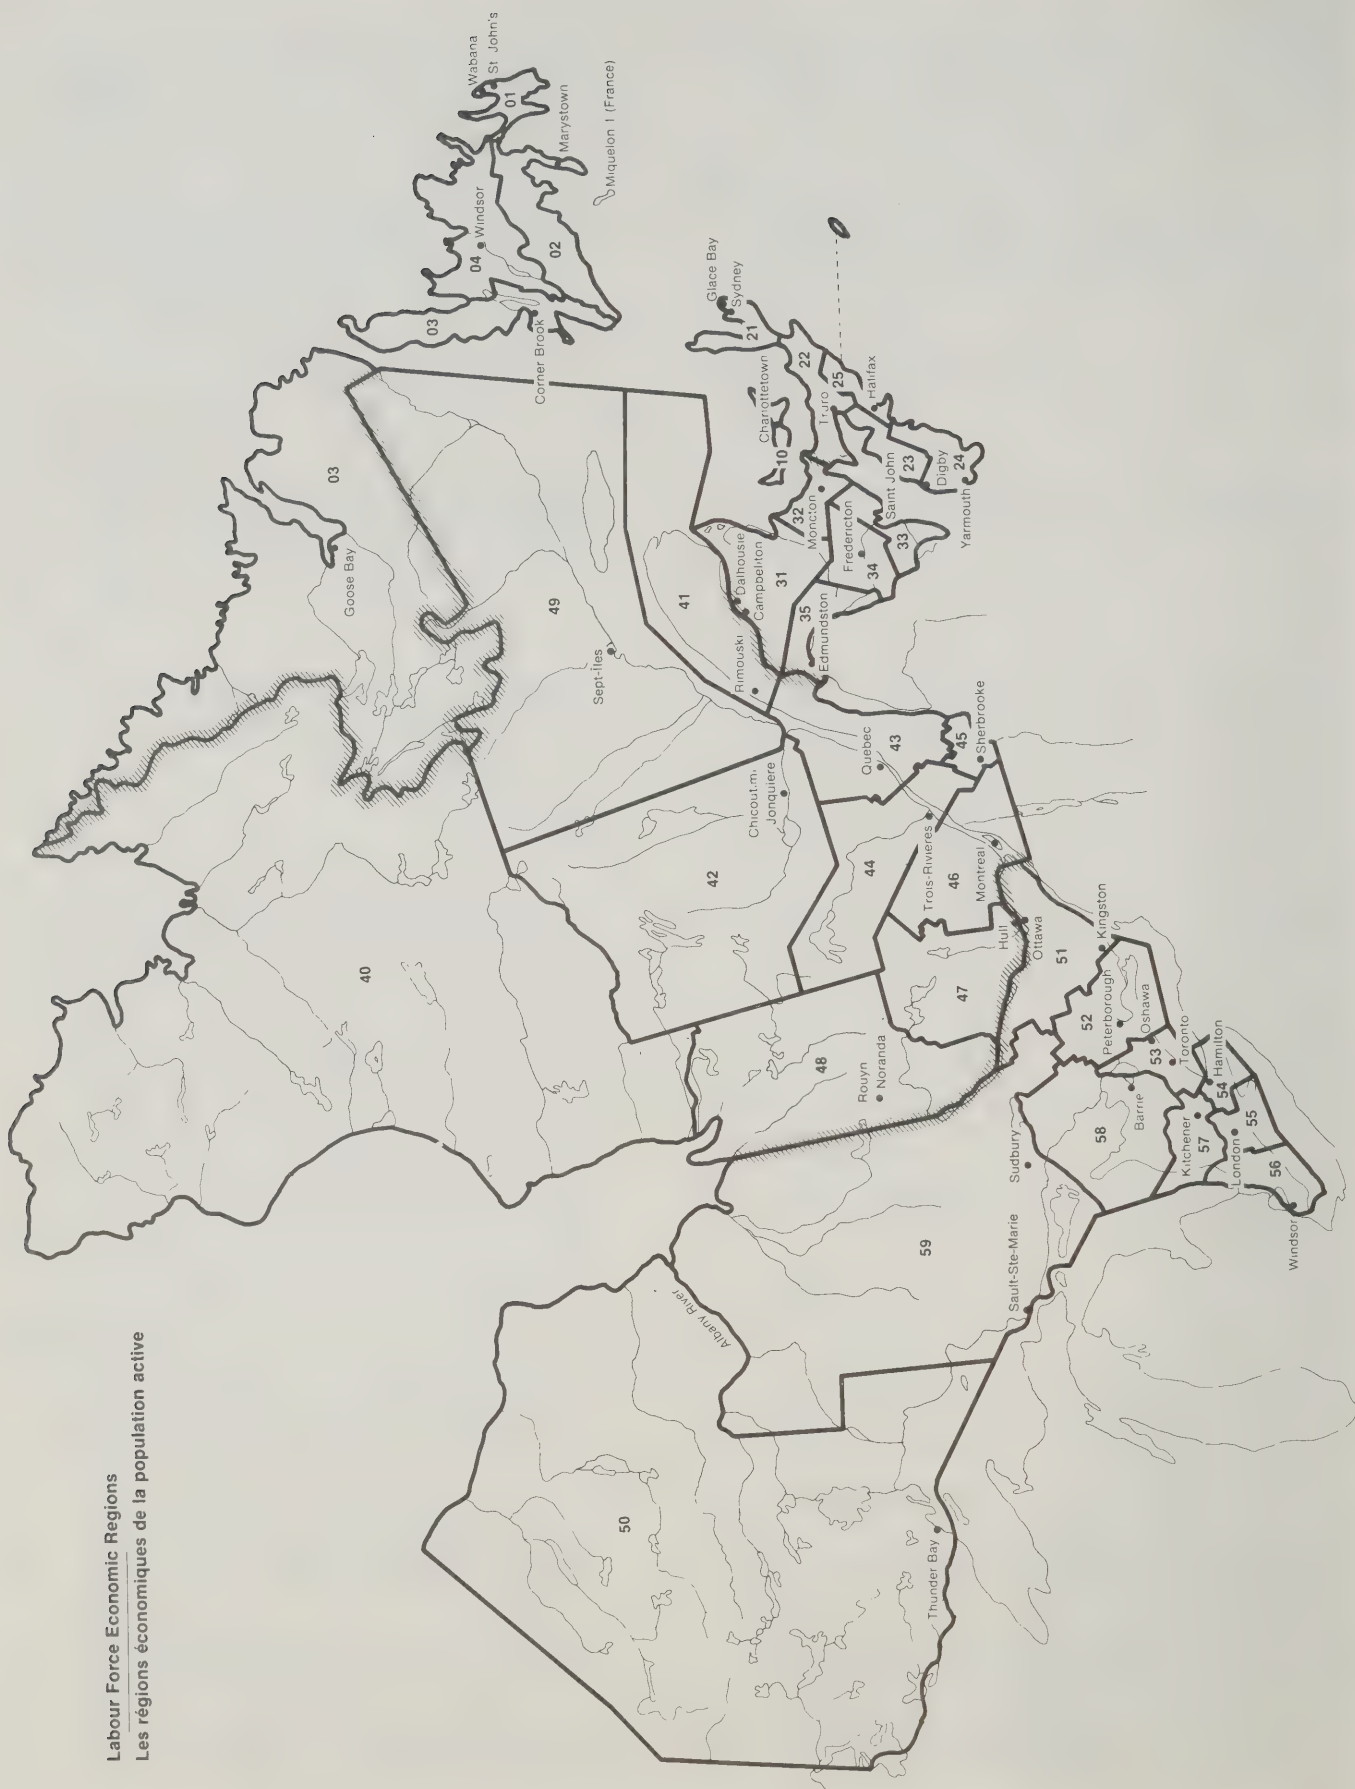 Labour Force Economic Regions
Les régions économiques de la population active
Wabana
St John's
01
Marystown
Miquelon I (France)
Windsor
04
02
03
Corner Brook
03
Goose Bay
Glace Bay
Sydney
21
22
Charlottetown
10
25
Halifax
23
Digby
24
Yarmouth
Saint John
33
Moncton
32
Fredericton
34
31
Dalhousie
Campbellton
35
Edmundston
41
Rimouski
49
Sept-Îles
40
42
Jonquière
Quebec
43
45
Sherbrooke
44
Trois-Rivières
46
Montreal
Hull
Ottawa
47
48
Rouyn
Noranda
51
Kingston
52
Peterborough
Oshawa
53
Toronto
54
Hamilton
55
56
Windsor
London
57
Kitchener
58
Barrie
Sudbury
59
Sault-Ste-Marie
Albany River
50
Thunder Bay